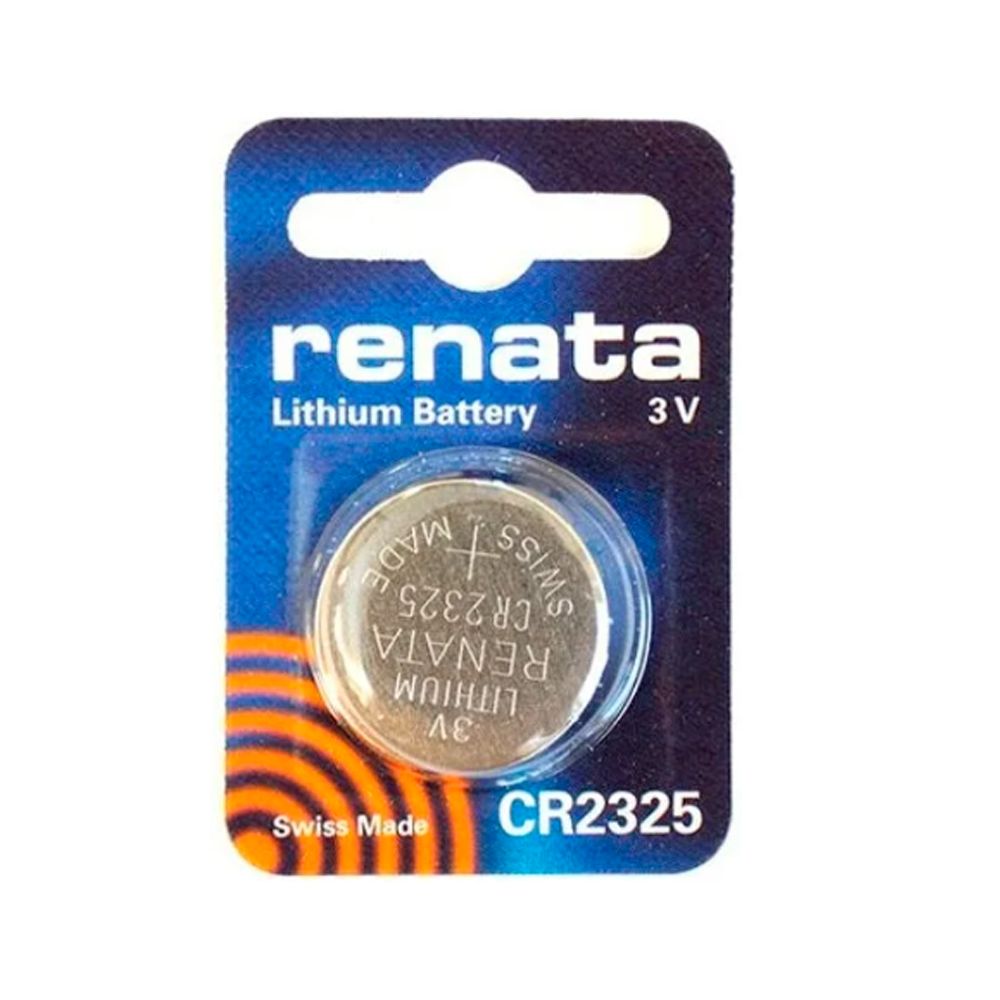 renata
Lithium Battery 3 V
SWISS MADE
+
CR2325
RENATA
LITHIUM
3V
Swiss Made
CR2325